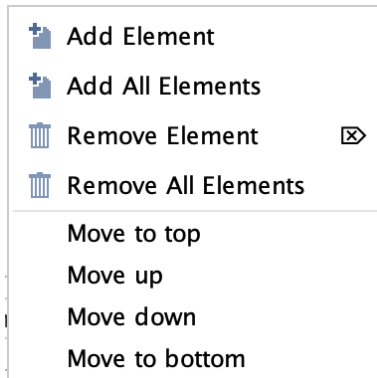 Add Element
Add All Elements
Remove Element ⌦
Remove All Elements
Move to top
Move up
Move down
Move to bottom